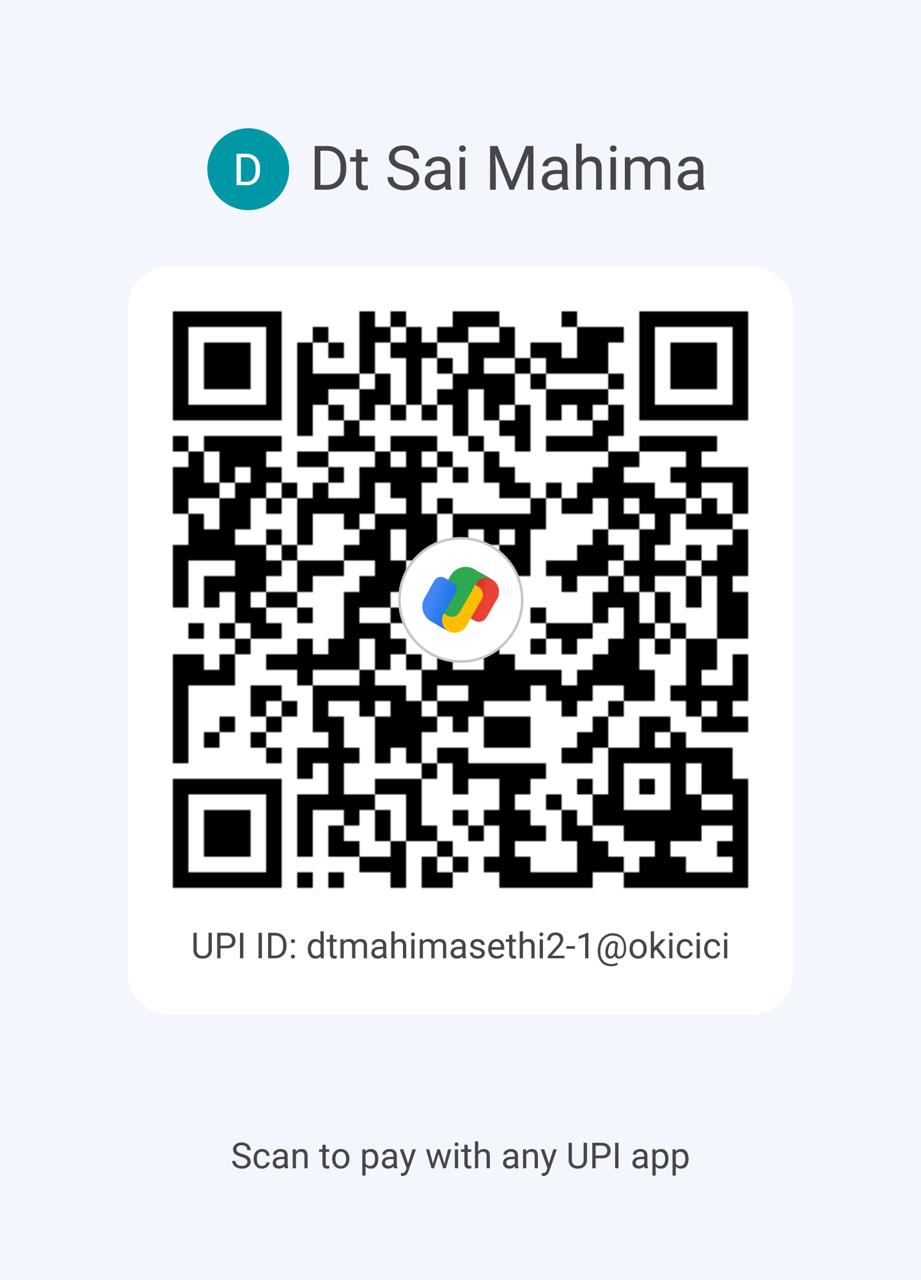 D Dt Sai Mahima
UPI ID: dtmahimasethi2-1@okicici
Scan to pay with any UPI app